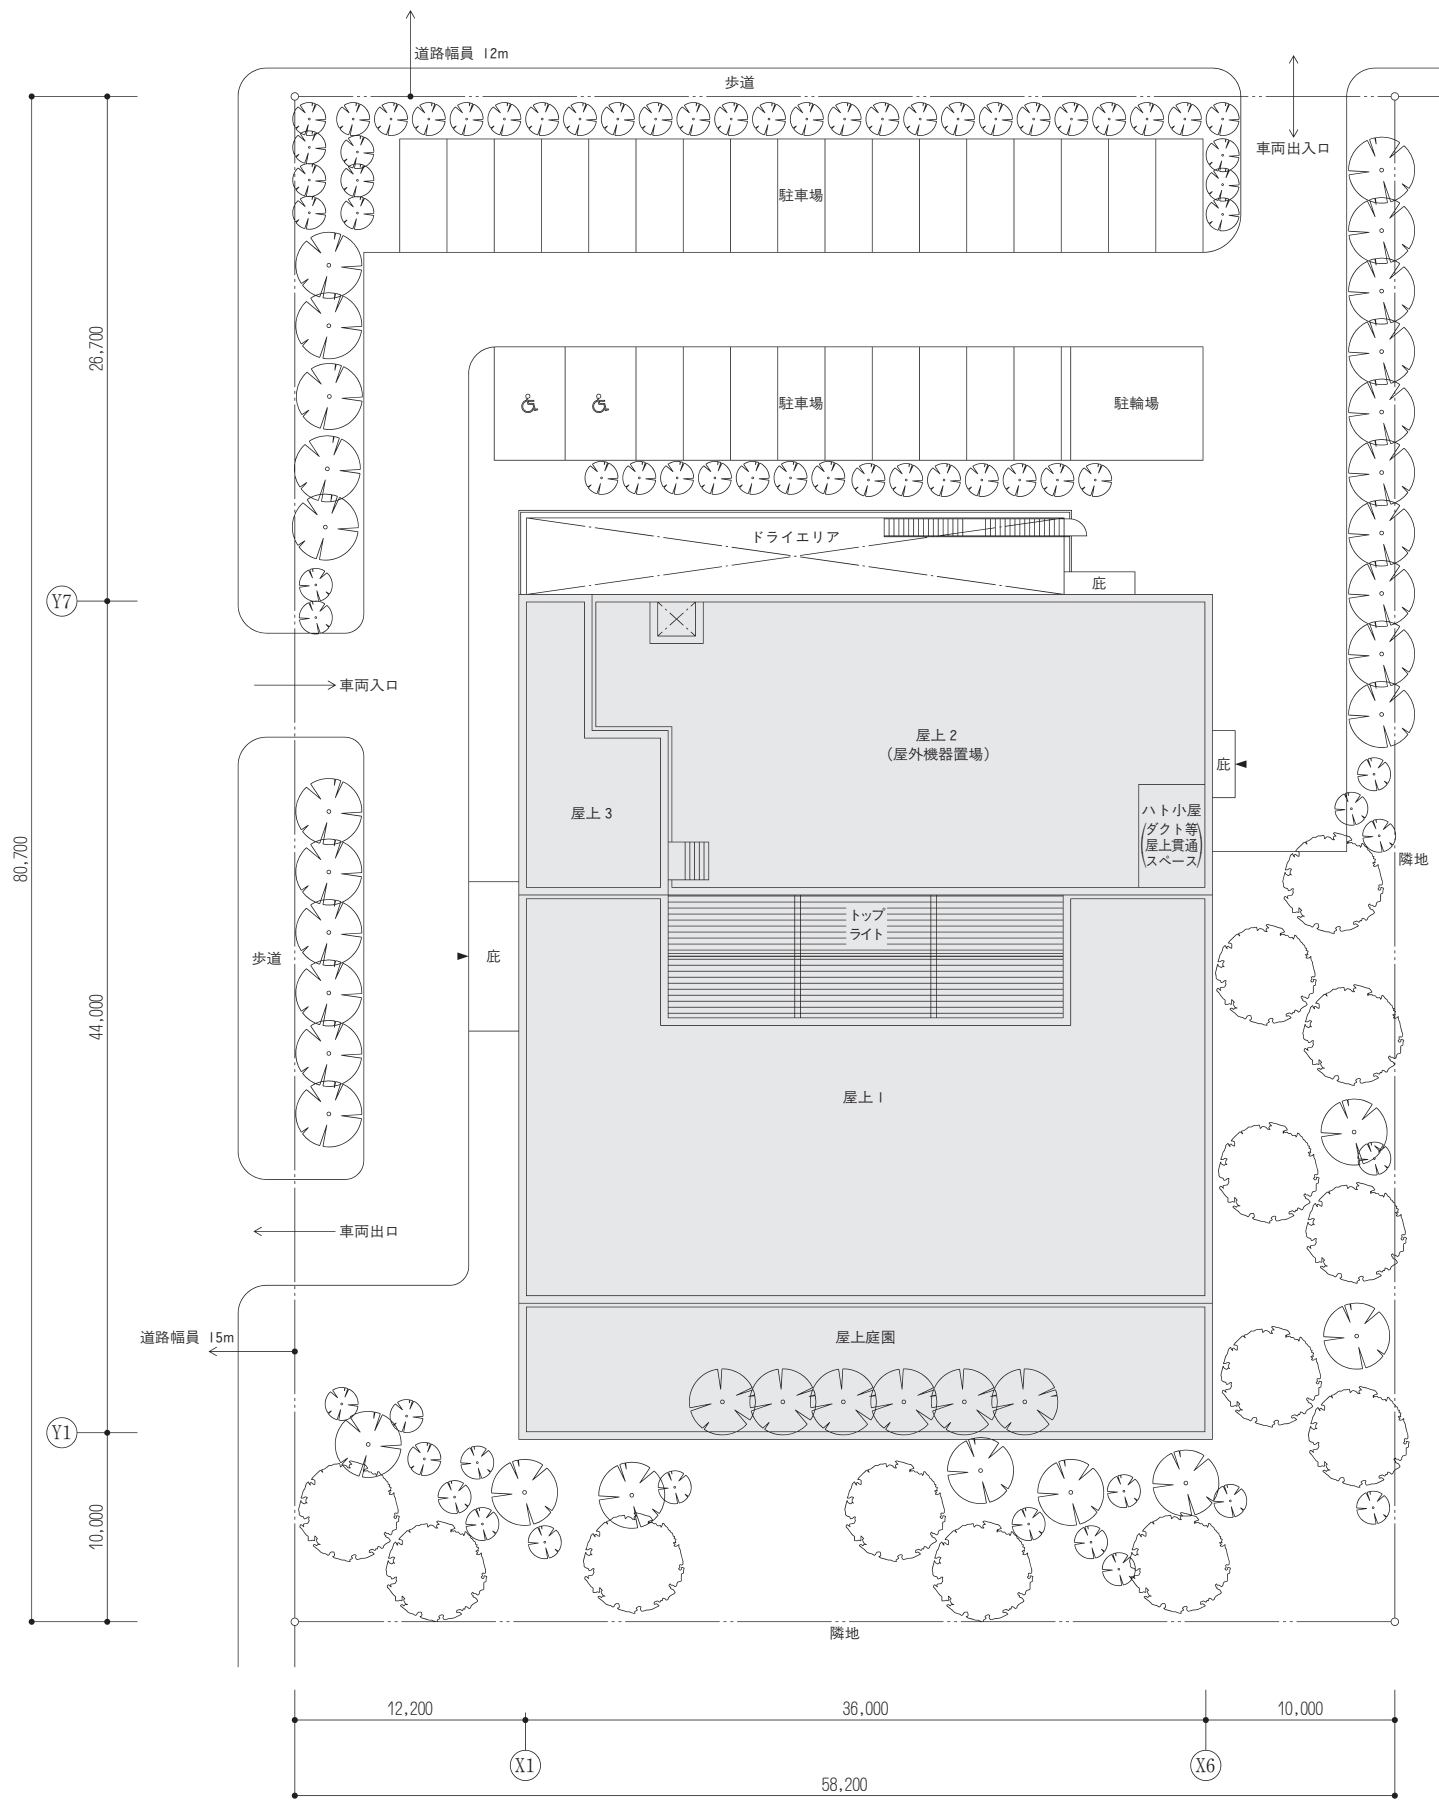 道路幅員 12m
歩道
車両出入口
駐車場
26,700
駐車場
駐輪場
ドライエリア
庇
Y7
車両入口
屋上 2
(屋外機器置場)
庇
屋上 3
ハト小屋
(ダクト等
屋上貫通
スペース)
80,700
隣地
トップ
ライト
歩道
庇
44,000
屋上 1
車両出口
道路幅員 15m
屋上庭園
Y1
10,000
隣地
12,200
36,000
10,000
X1
X6
58,200